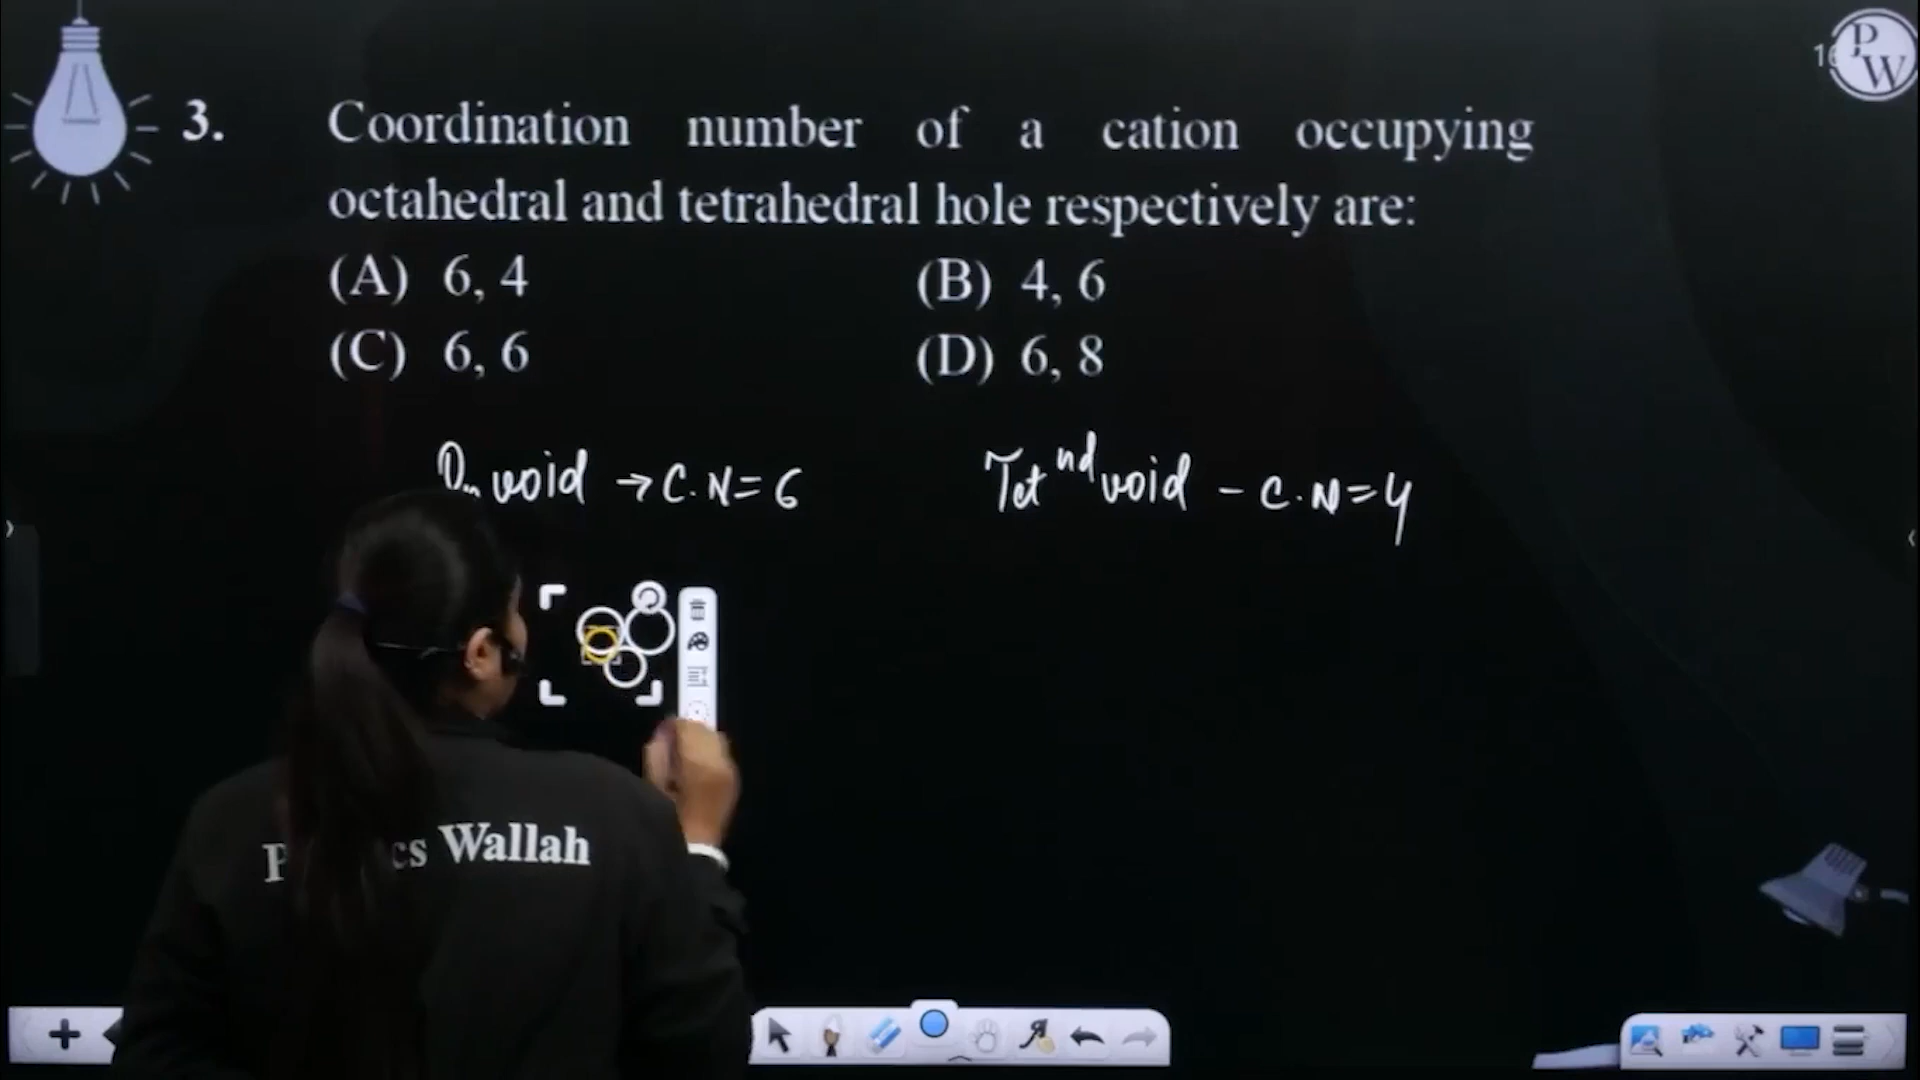 PW
3. Coordination number of a cation occupying
octahedral and tetrahedral hole respectively are:
(A) 6, 4 (B) 4, 6
(C) 6, 6 (D) 6, 8
void → C.N = 6 Tet nd void - C.N = 4
Wallah